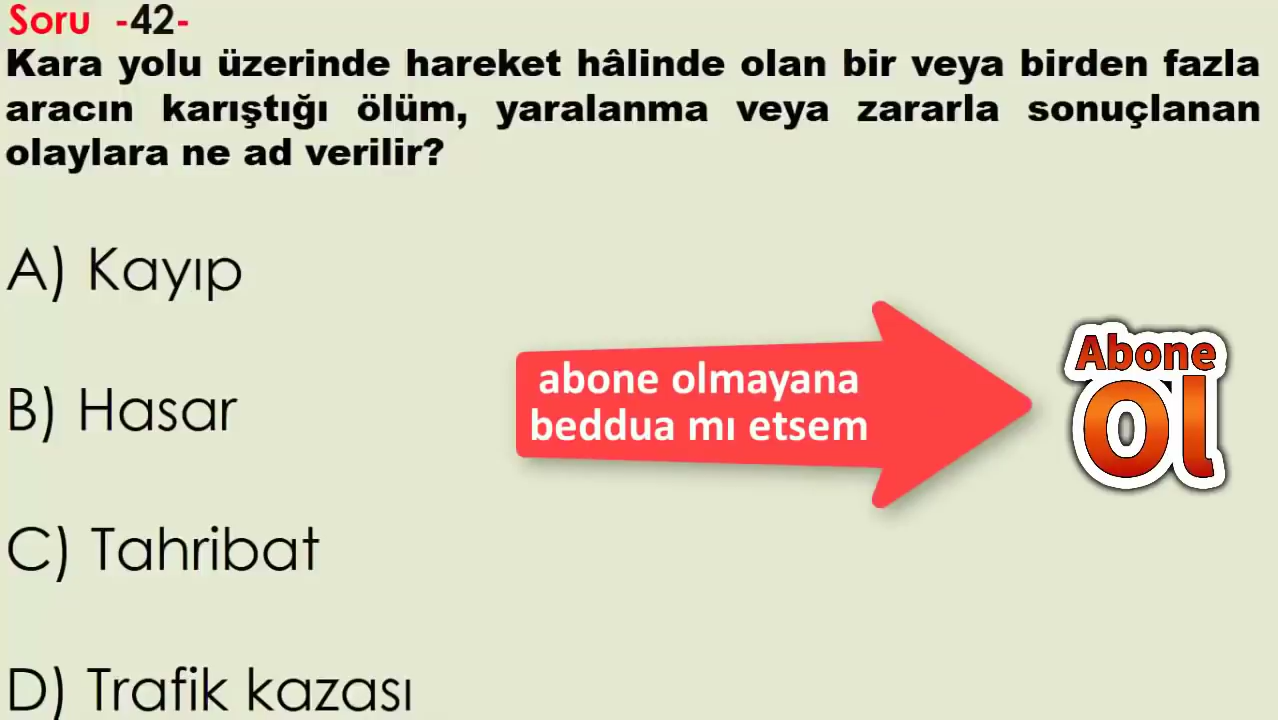 Soru -42-
Kara yolu üzerinde hareket hâlinde olan bir veya birden fazla
aracın karıştığı ölüm, yaralanma veya zararla sonuçlanan
olaylara ne ad verilir?
A) Kayıp
B) Hasar
C) Tahribat
D) Trafik kazası
abone olmayana
beddua mı etsem
Abone
Ol